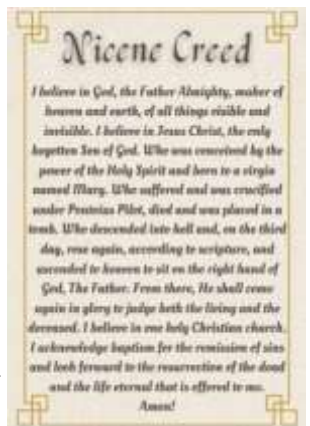 Nicene Creed
I believe in God, the Father Almighty, maker of
heaven and earth, of all things visible and
invisible. I believe in Jesus Christ, the only
begotten Son of God. Who was conceived by the
power of the Holy Spirit and born to a virgin
named Mary. Who suffered and was crucified
under Pontius Pilot, died and was placed in a
tomb. Who descended into hell and, on the third
day, rose again, according to scripture, and
ascended to heaven to sit on the right hand of
God, The Father. From there, He shall come
again in glory to judge both the living and the
deceased. I believe in one holy Christian church.
I acknowledge baptism for the remission of sins
and look forward to the resurrection of the dead
and the life eternal that is offered to me.
Amen!